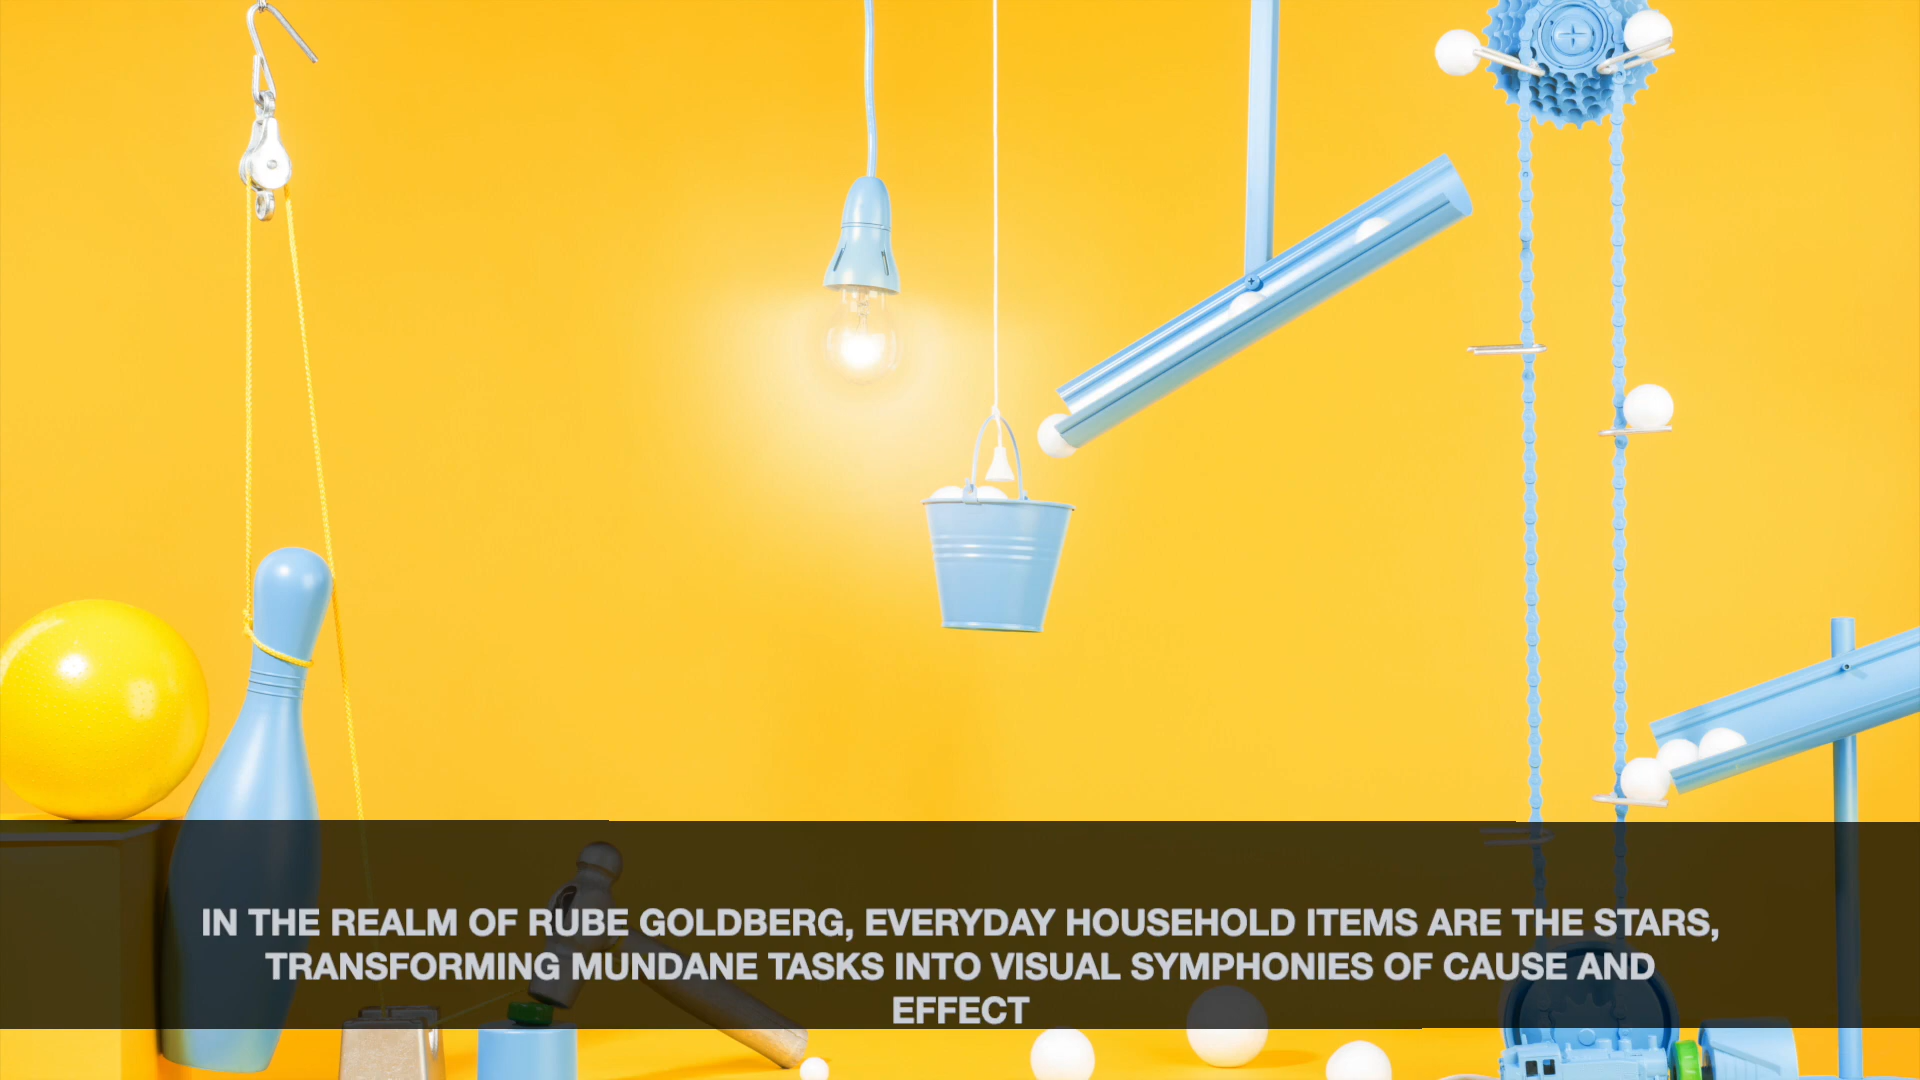 IN THE REALM OF RUBE GOLDBERG, EVERYDAY HOUSEHOLD ITEMS ARE THE STARS,
TRANSFORMING MUNDANE TASKS INTO VISUAL SYMPHONIES OF CAUSE AND
EFFECT